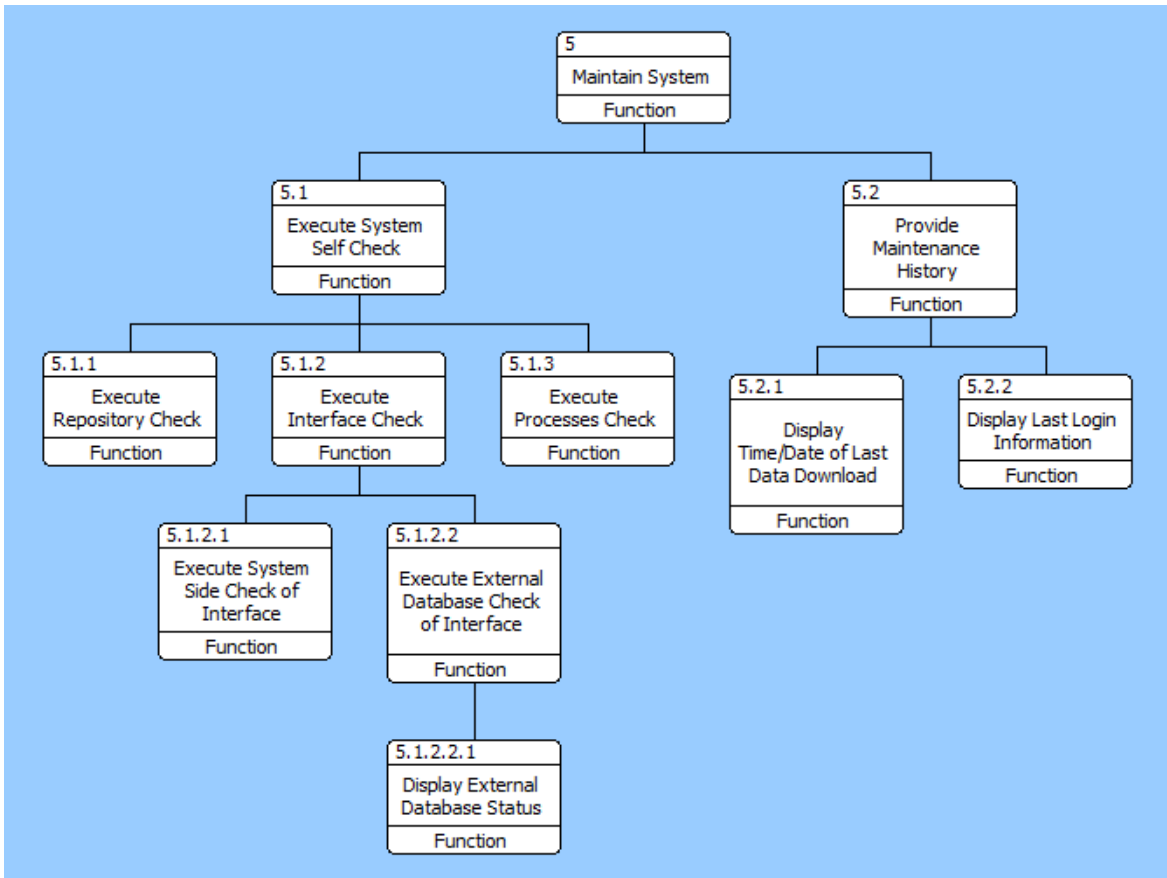 5
Maintain System
Function
5.1
Execute System
Self Check
Function
5.2
Provide
Maintenance
History
Function
5.1.1
Execute
Repository Check
Function
5.1.2
Execute
Interface Check
Function
5.1.3
Execute
Processes Check
Function
5.2.1
Display
Time/Date of Last
Data Download
Function
5.2.2
Display Last Login
Information
Function
5.1.2.1
Execute System
Side Check of
Interface
Function
5.1.2.2
Execute External
Database Check
of Interface
Function
5.1.2.2.1
Display External
Database Status
Function